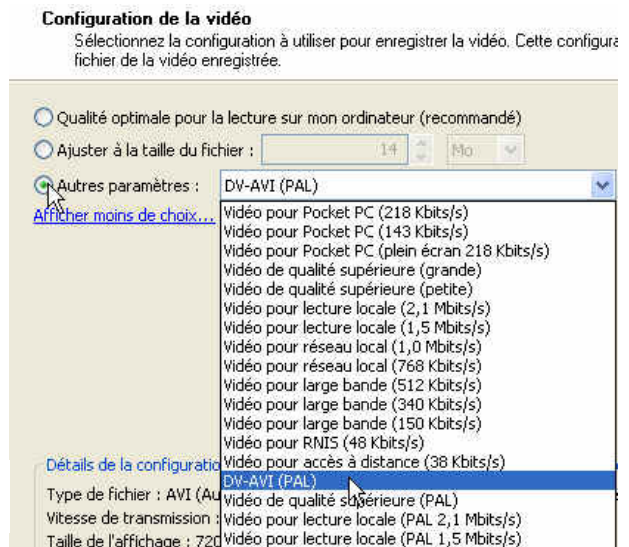 Configuration de la vidéo
Sélectionnez la configuration à utiliser pour enregistrer la vidéo. Cette configura
fichier de la vidéo enregistrée.
Qualité optimale pour la lecture sur mon ordinateur (recommandé)
Ajuster à la taille du fichier : 14 Mo
Autres paramètres : DV-AVI (PAL)
Afficher moins de choix...
Vidéo pour Pocket PC (218 Kbits/s)
Vidéo pour Pocket PC (143 Kbits/s)
Vidéo pour Pocket PC (plein écran 218 Kbits/s)
Vidéo de qualité supérieure (grande)
Vidéo de qualité supérieure (petite)
Vidéo pour lecture locale (2,1 Mbits/s)
Vidéo pour lecture locale (1,5 Mbits/s)
Vidéo pour réseau local (1,0 Mbits/s)
Vidéo pour réseau local (768 Kbits/s)
Vidéo pour large bande (512 Kbits/s)
Vidéo pour large bande (340 Kbits/s)
Vidéo pour large bande (150 Kbits/s)
Vidéo pour RNIS (48 Kbits/s)
Vidéo pour accès à distance (38 Kbits/s)
DV-AVI (PAL)
Vidéo de qualité supérieure (PAL)
Vidéo pour lecture locale (PAL 2,1 Mbits/s)
Vidéo pour lecture locale (PAL 1,5 Mbits/s)
Détails de la configuratio
Type de fichier : AVI (Au
Vitesse de transmission :
Taille de l'affichage : 720